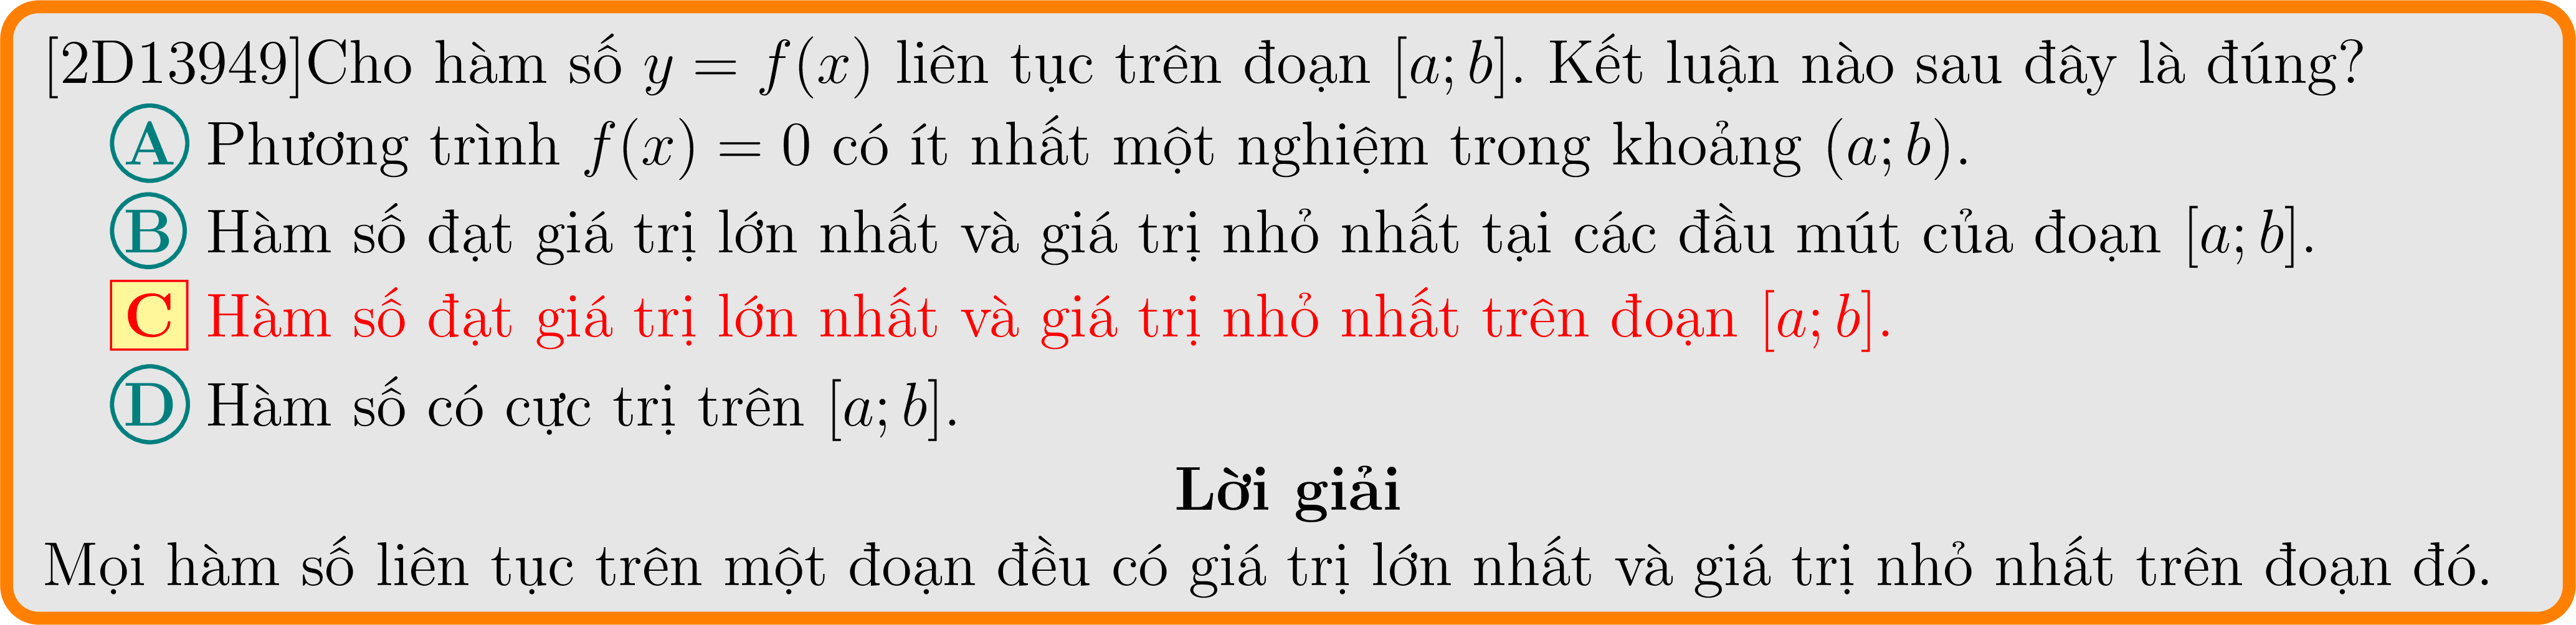 [2D13949]Cho hàm số y = f(x) liên tục trên đoạn [a; b]. Kết luận nào sau đây là đúng?
A Phương trình f(x) = 0 có ít nhất một nghiệm trong khoảng (a; b).
B Hàm số đạt giá trị lớn nhất và giá trị nhỏ nhất tại các đầu mút của đoạn [a; b].
C Hàm số đạt giá trị lớn nhất và giá trị nhỏ nhất trên đoạn [a; b].
D Hàm số có cực trị trên [a; b].
Lời giải
Mọi hàm số liên tục trên một đoạn đều có giá trị lớn nhất và giá trị nhỏ nhất trên đoạn đó.